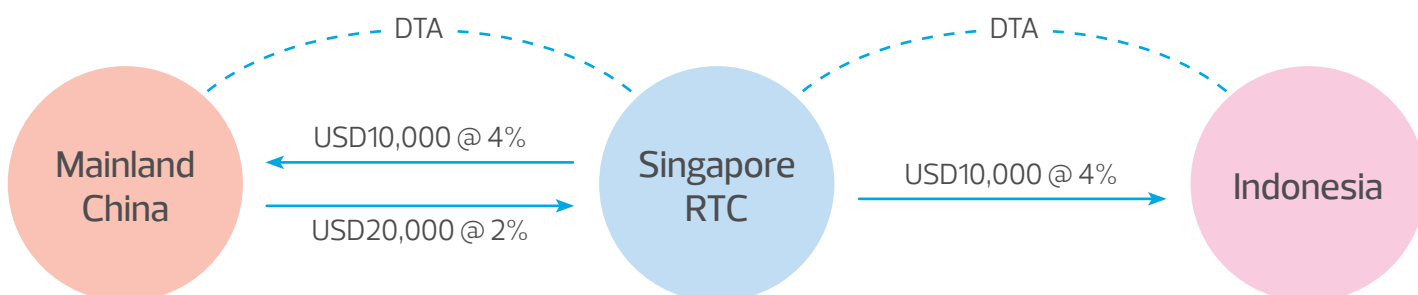 DTA
DTA
USD10,000 @ 4%
Mainland
China
Singapore
RTC
USD10,000 @ 4%
Indonesia
USD20,000 @ 2%